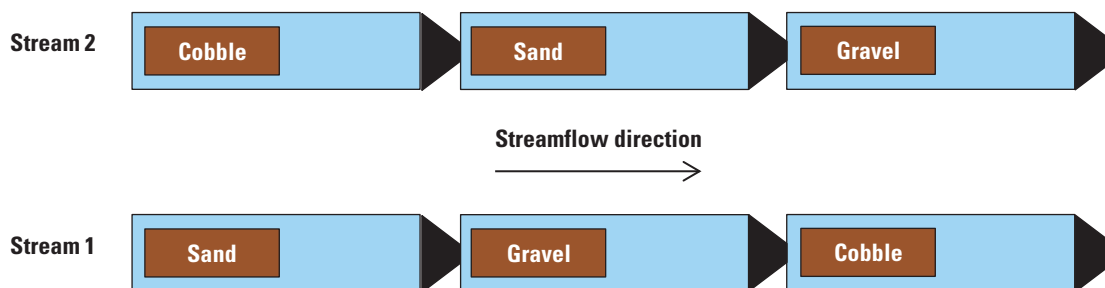 Stream 2
Cobble
Sand
Gravel
Streamflow direction
Stream 1
Sand
Gravel
Cobble